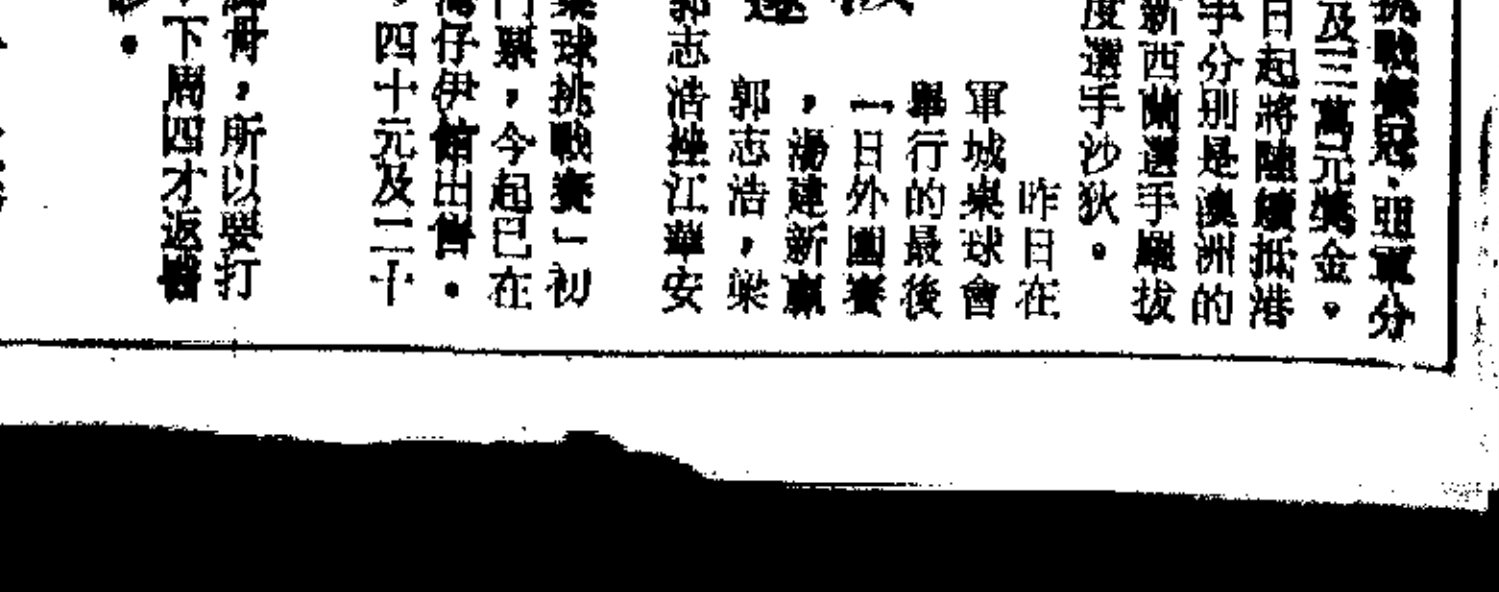 挑戰賽冠.亞軍分
及三萬元獎金。
日起將陸續抵港
手分別是澳洲的
新西蘭選手羅拔
度選手沙狄。
昨日在
軍城桌球會
舉行的最後
一日外圍賽
，湯建新贏
郭志浩，梁
郭志浩挫江華安
桌球挑戰賽」初
門票，今起已在
灣仔伊館出售。
四十元及二十
哥，所以要打
下周四才返醫
。